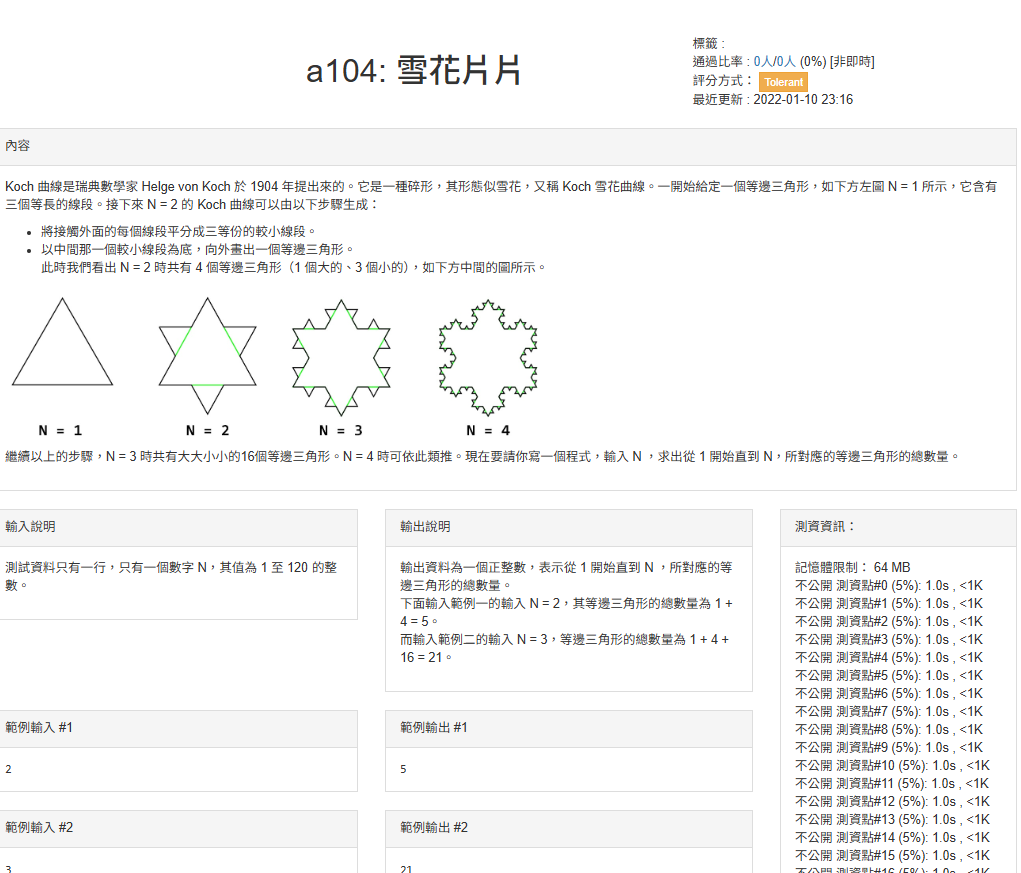 a104: 雪花片片
標籤 :
通過比率 : 0人/0人 (0%) [非即時]
評分方式： Tolerant
最近更新 : 2022-01-10 23:16
內容
Koch 曲線是瑞典數學家 Helge von Koch 於 1904 年提出來的。它是一種碎形，其形態似雪花，又稱 Koch 雪花曲線。一開始給定一個等邊三角形，如下方左圖 N = 1 所示，它含有
三個等長的線段。接下來 N = 2 的 Koch 曲線可以由以下步驟生成：
• 將接觸外面的每個線段平分成三等份的較小線段。
• 以中間那一個較小線段為底，向外畫出一個等邊三角形。
此時我們看出 N = 2 時共有 4 個等邊三角形（1 個大的、3 個小的），如下方中間的圖所示。
N = 1 N = 2 N = 3 N = 4
繼續以上的步驟，N = 3 時共有大大小小的16個等邊三角形。N = 4 時可依此類推。現在要請你寫一個程式，輸入 N ，求出從 1 開始直到 N，所對應的等邊三角形的總數量。
輸入說明
測試資料只有一行，只有一個數字 N，其值為 1 至 120 的整
數。
輸出說明
輸出資料為一個正整數，表示從 1 開始直到 N ，所對應的等
邊三角形的總數量。
下面輸入範例一的輸入 N = 2，其等邊三角形的總數量為 1 +
4 = 5。
而輸入範例二的輸入 N = 3，等邊三角形的總數量為 1 + 4 +
16 = 21。
範例輸入 #1
2
範例輸出 #1
5
範例輸入 #2
3
範例輸出 #2
21
測資資訊：
記憶體限制： 64 MB
不公開 測資點#0 (5%): 1.0s , <1K
不公開 測資點#1 (5%): 1.0s , <1K
不公開 測資點#2 (5%): 1.0s , <1K
不公開 測資點#3 (5%): 1.0s , <1K
不公開 測資點#4 (5%): 1.0s , <1K
不公開 測資點#5 (5%): 1.0s , <1K
不公開 測資點#6 (5%): 1.0s , <1K
不公開 測資點#7 (5%): 1.0s , <1K
不公開 測資點#8 (5%): 1.0s , <1K
不公開 測資點#9 (5%): 1.0s , <1K
不公開 測資點#10 (5%): 1.0s , <1K
不公開 測資點#11 (5%): 1.0s , <1K
不公開 測資點#12 (5%): 1.0s , <1K
不公開 測資點#13 (5%): 1.0s , <1K
不公開 測資點#14 (5%): 1.0s , <1K
不公開 測資點#15 (5%): 1.0s , <1K
不公開 測資點#16 (5%): 1.0s , <1K